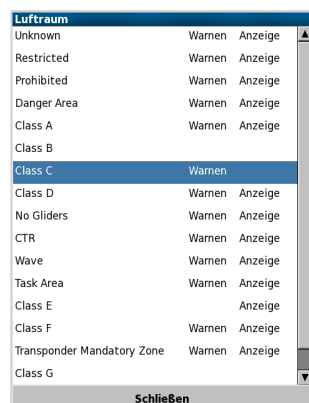 Luftraum
Unknown Warnen Anzeige
Restricted Warnen Anzeige
Prohibited Warnen Anzeige
Danger Area Warnen Anzeige
Class A Warnen Anzeige
Class B
Class C Warnen
Class D Warnen Anzeige
No Gliders Warnen Anzeige
CTR Warnen Anzeige
Wave Warnen Anzeige
Task Area Warnen Anzeige
Class E Anzeige
Class F Warnen Anzeige
Transponder Mandatory Zone Warnen Anzeige
Class G
Schließen